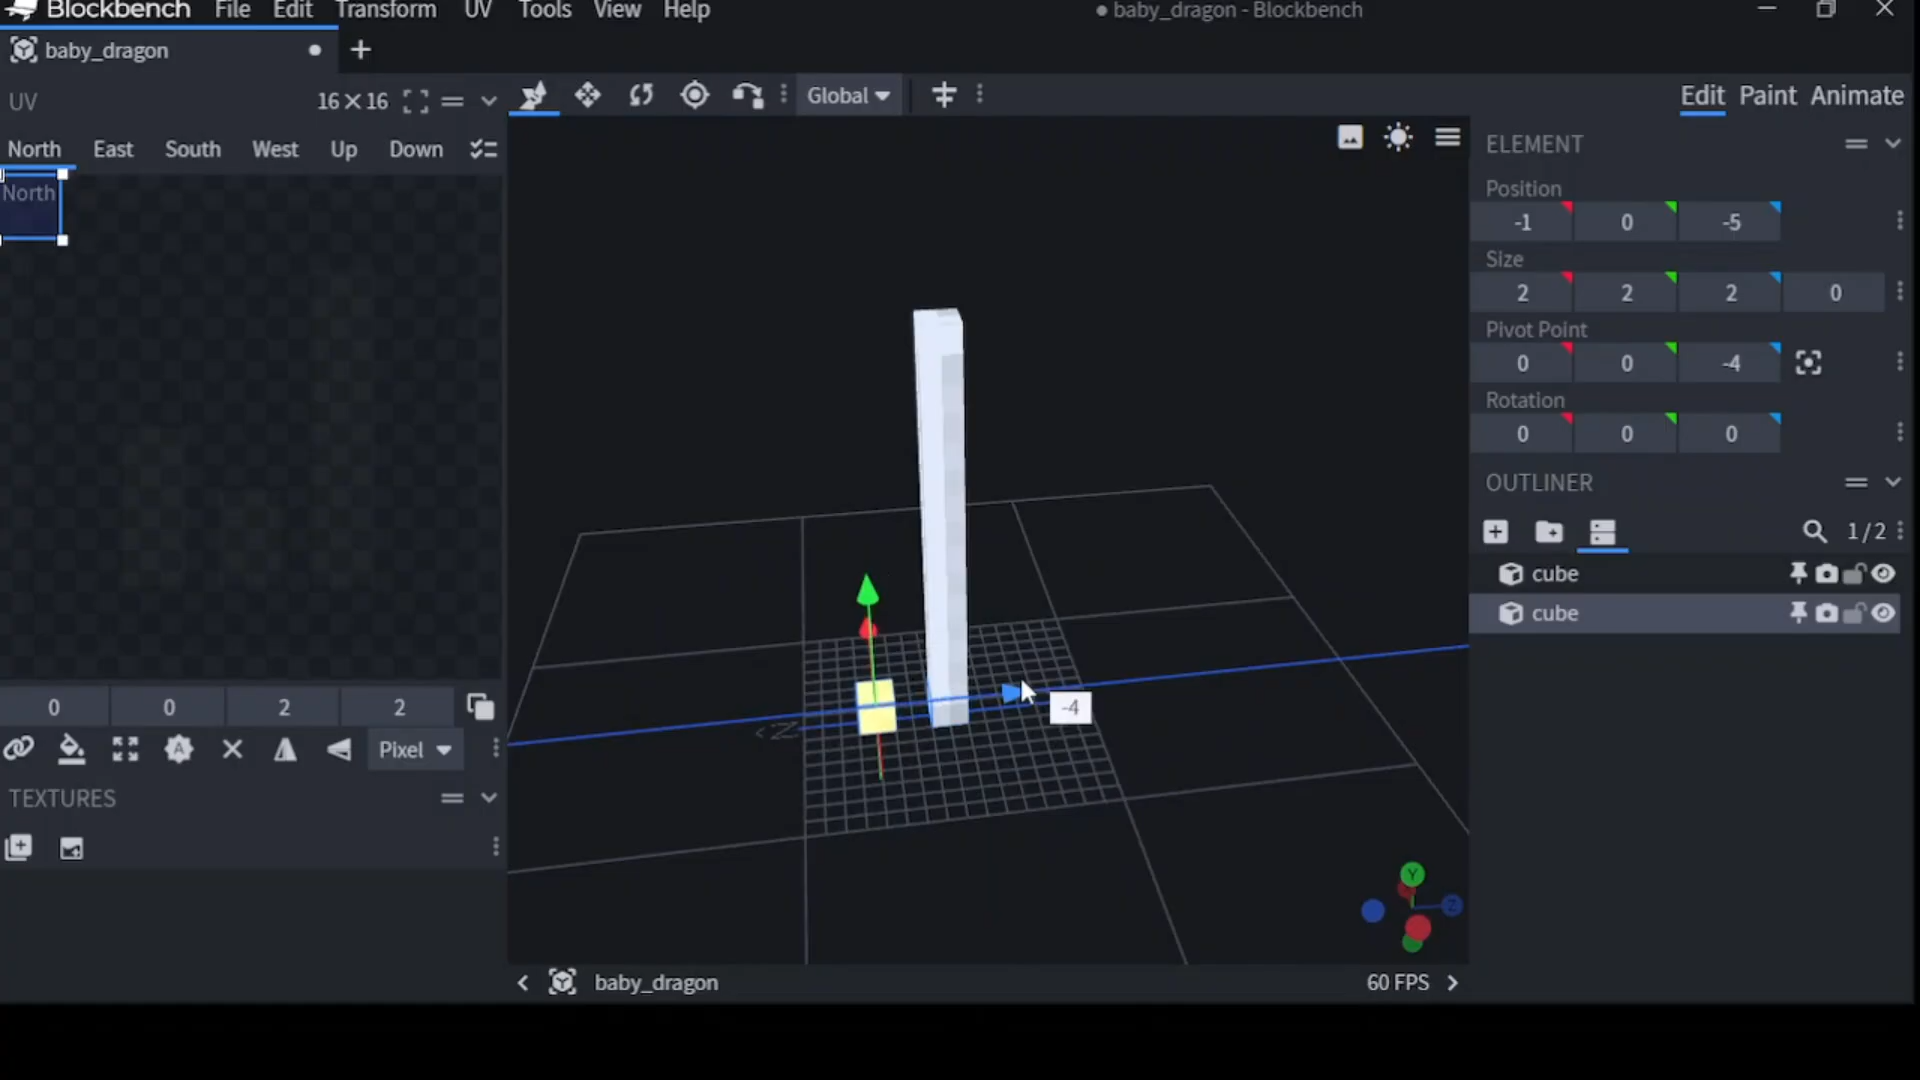 Blockbench File Edit Transform UV Tools View Help
● baby_dragon - Blockbench
baby_dragon
UV 16×16
Global
Edit Paint Animate
North East South West Up Down
North
ELEMENT
Position
-1 0 -5
Size
2 2 2 0
Pivot Point
0 0 -4
Rotation
0 0 0
OUTLINER
1/2
cube
cube
-4
0 0 2 2
Pixel
TEXTURES
Y
Z
baby_dragon
60 FPS